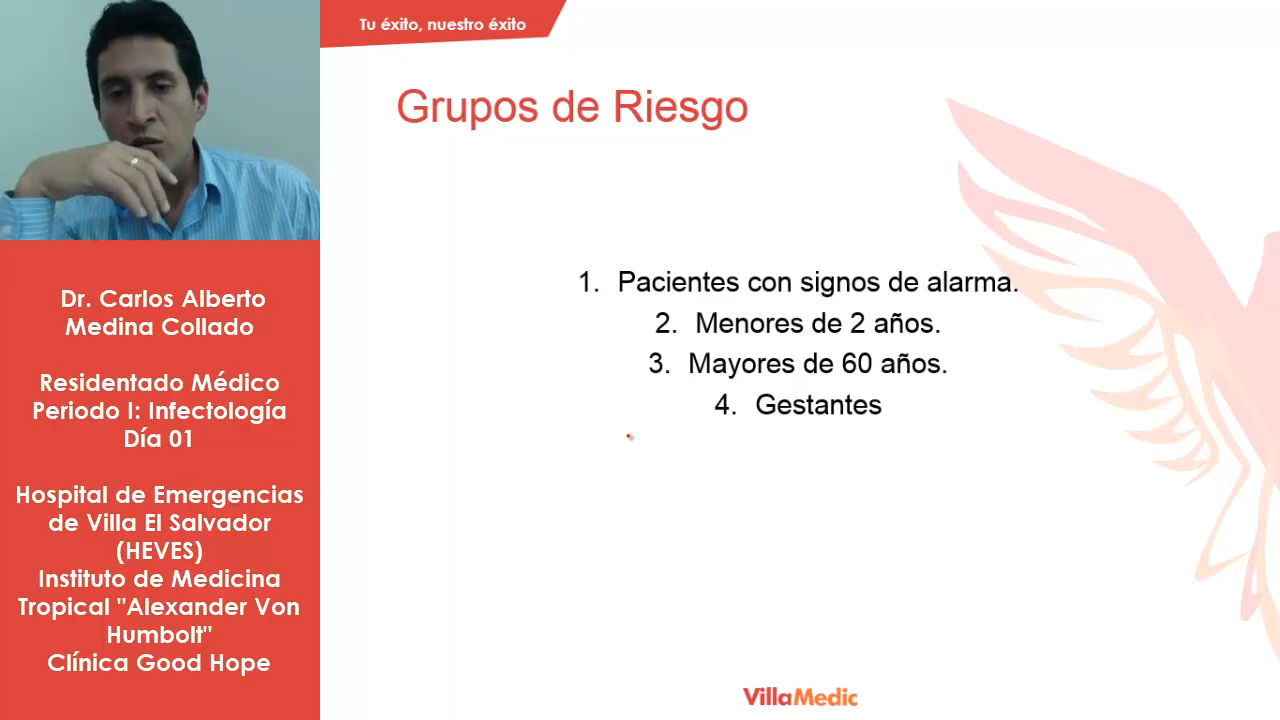 Tu éxito, nuestro éxito
Grupos de Riesgo
1. Pacientes con signos de alarma.
2. Menores de 2 años.
3. Mayores de 60 años.
4. Gestantes
Dr. Carlos Alberto
Medina Collado
Residentado Médico
Periodo I: Infectología
Día 01
Hospital de Emergencias
de Villa El Salvador
(HEVES)
Instituto de Medicina
Tropical "Alexander Von
Humbolt"
Clínica Good Hope
VillaMedic